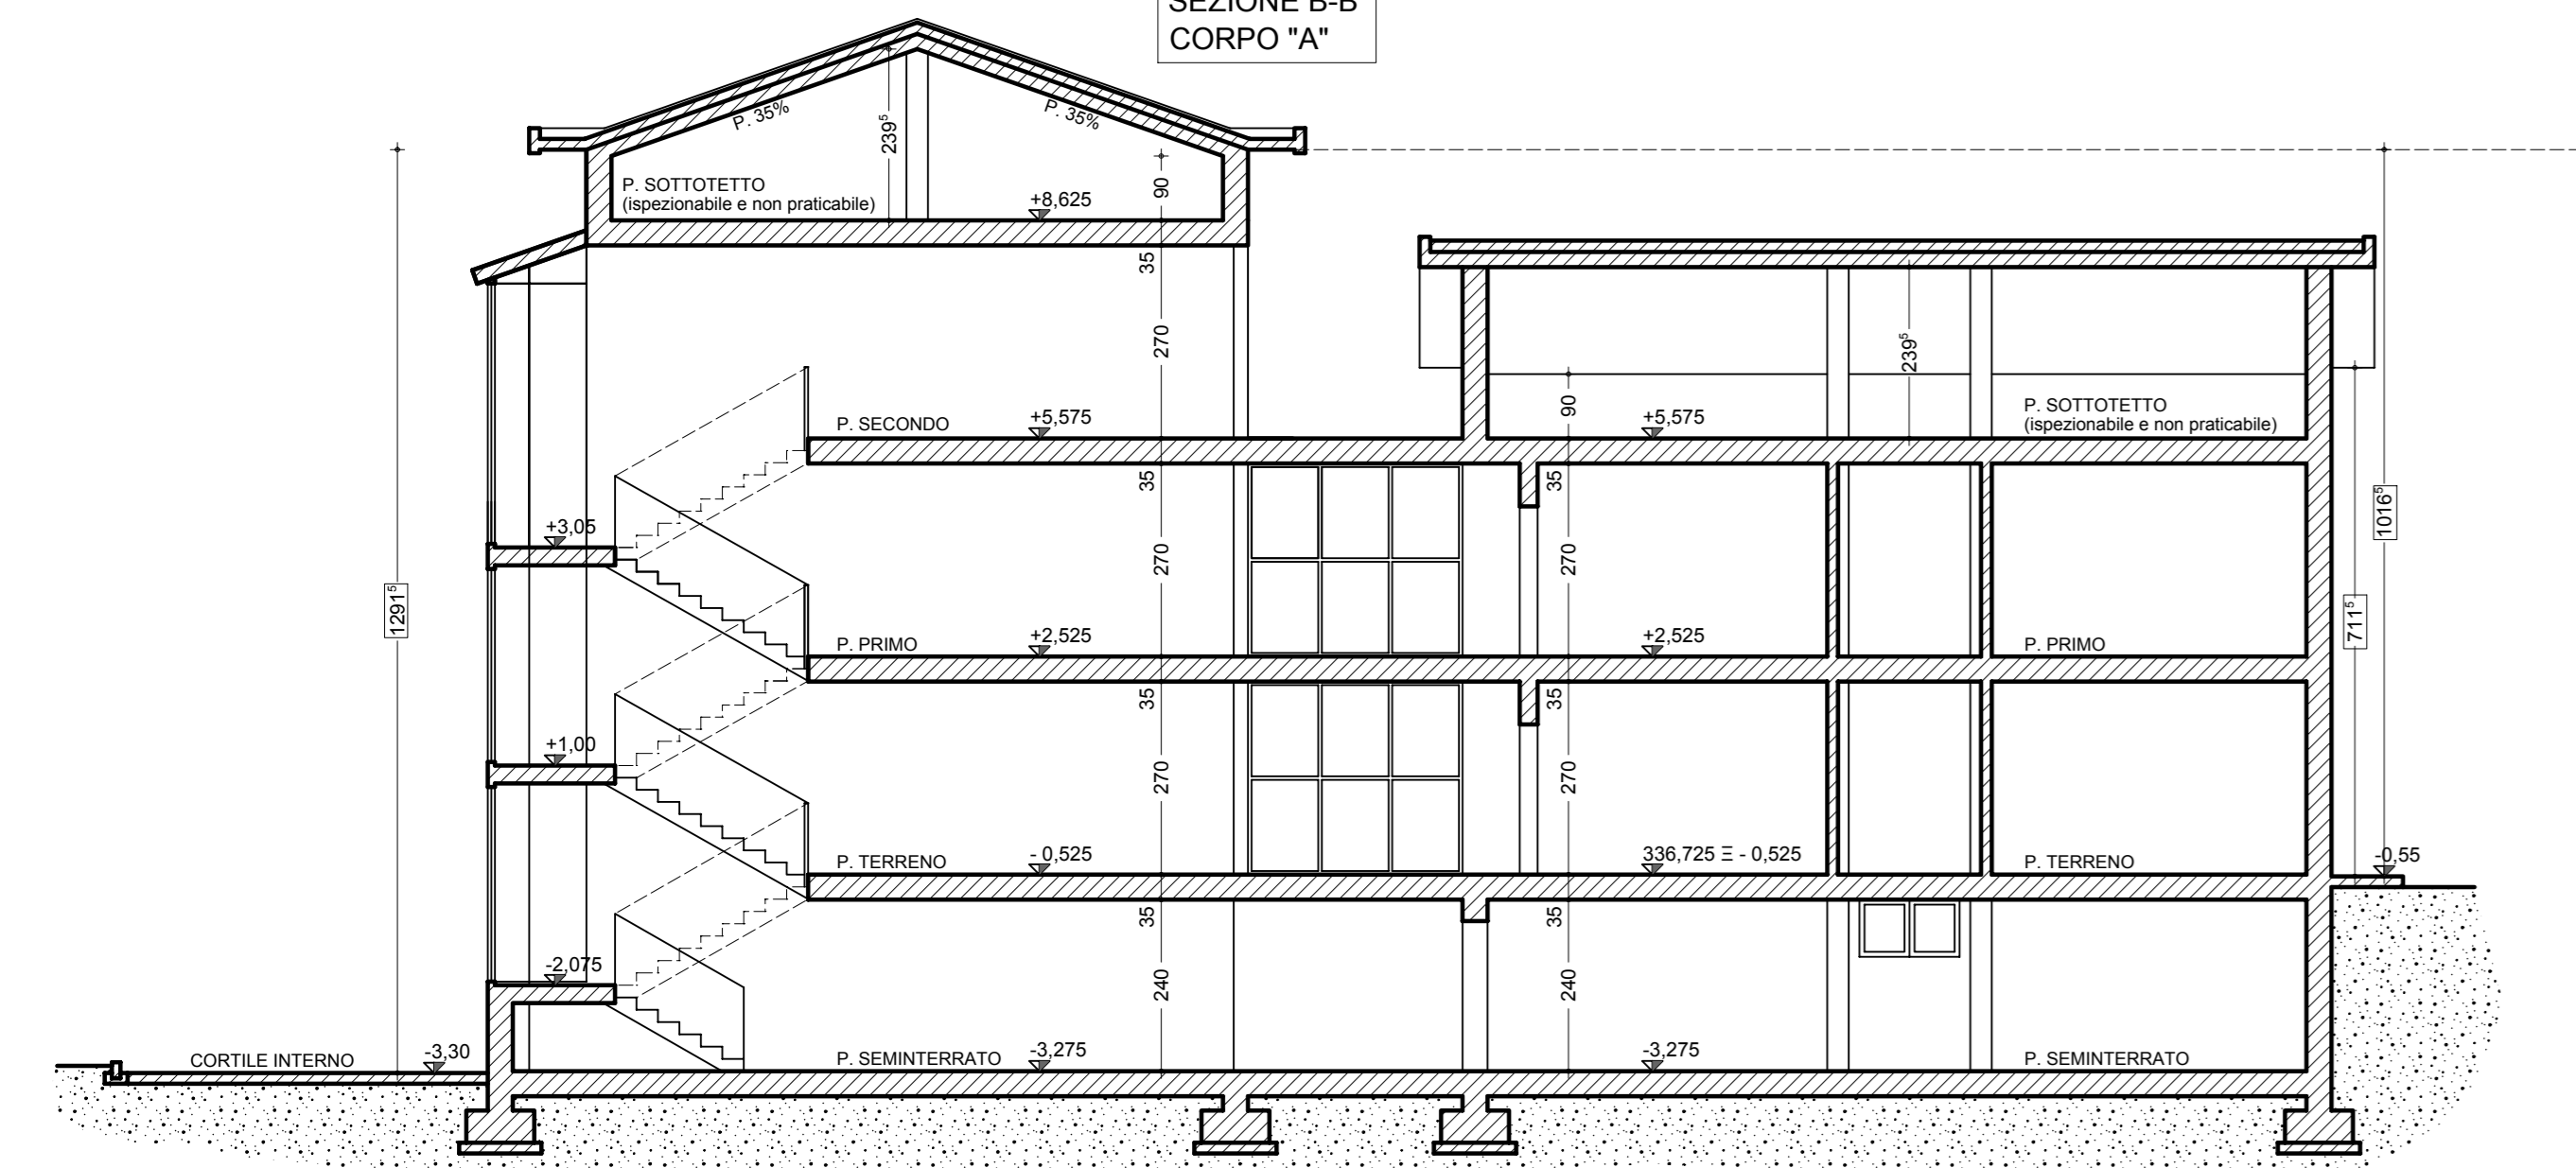 SEZIONE B-B
CORPO "A"
P. 35%
P. 35%
239⁵
90
P. SOTTOTETTO
(ispezionabile e non praticabile)
+8,625
35
270
239⁵
90
P. SECONDO
+5,575
+5,575
P. SOTTOTETTO
(ispezionabile e non praticabile)
35
35
1016⁵
+3,05
270
270
1291⁵
711⁵
P. PRIMO
+2,525
+2,525
P. PRIMO
35
35
+1,00
270
270
P. TERRENO
- 0,525
336,725 Ξ - 0,525
P. TERRENO
-0,55
35
35
-2,075
240
240
CORTILE INTERNO
-3,30
P. SEMINTERRATO
-3,275
-3,275
P. SEMINTERRATO